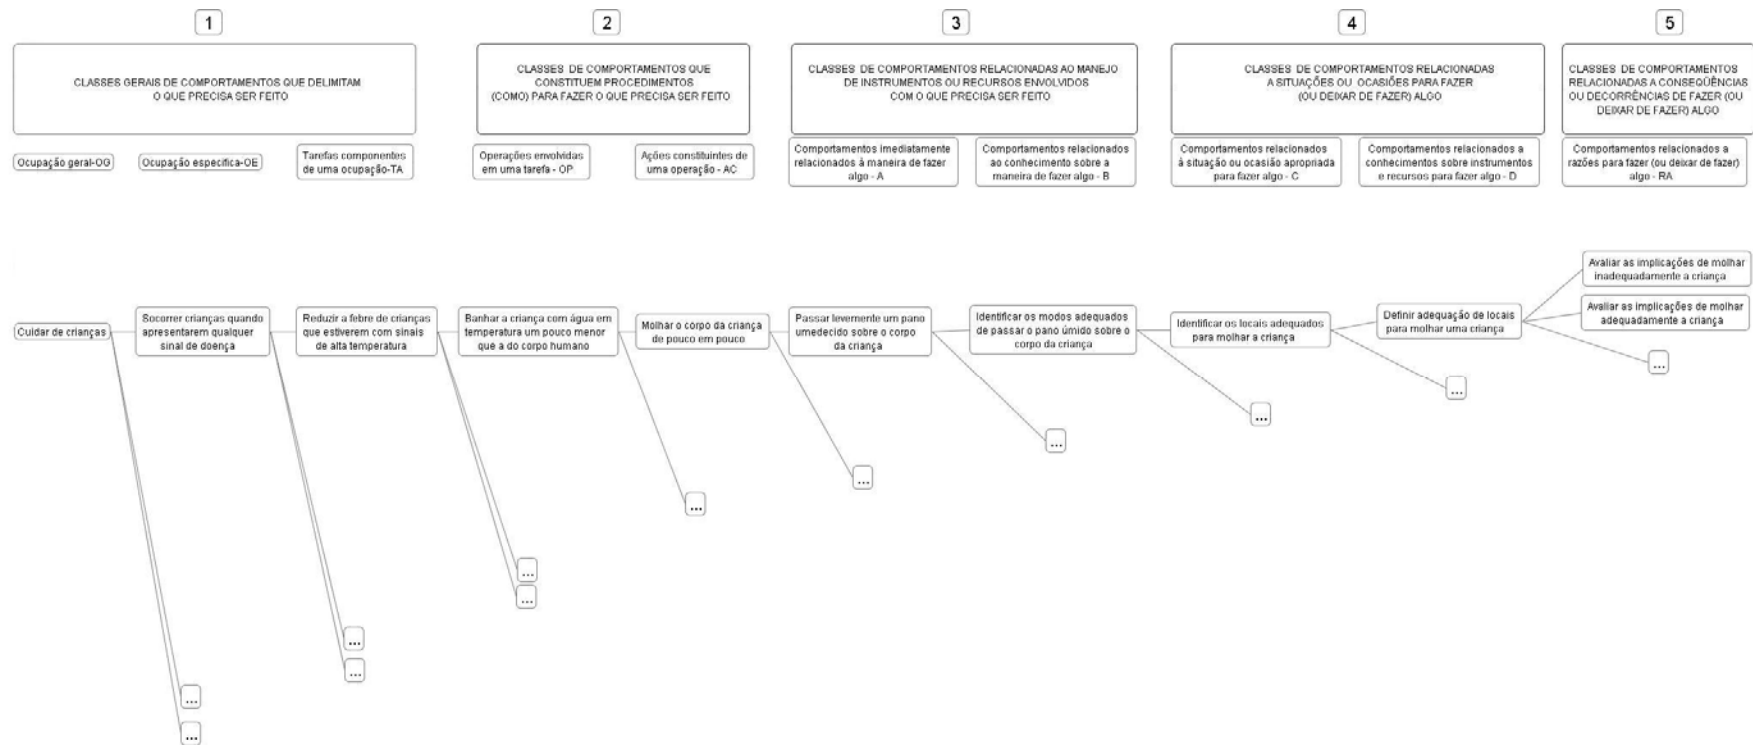 1
2
3
4
5
CLASSES GERAIS DE COMPORTAMENTOS QUE DELIMITAM
O QUE PRECISA SER FEITO
CLASSES DE COMPORTAMENTOS QUE
CONSTITUEM PROCEDIMENTOS
(COMO) PARA FAZER O QUE PRECISA SER FEITO
CLASSES DE COMPORTAMENTOS RELACIONADAS AO MANEJO
DE INSTRUMENTOS OU RECURSOS ENVOLVIDOS
COM O QUE PRECISA SER FEITO
CLASSES DE COMPORTAMENTOS RELACIONADAS
A SITUAÇÕES OU OCASIÕES PARA FAZER
(OU DEIXAR DE FAZER) ALGO
CLASSES DE COMPORTAMENTOS
RELACIONADAS A CONSEQÜÊNCIAS
OU DECORRÊNCIAS DE FAZER (OU
DEIXAR DE FAZER) ALGO
Ocupação geral-OG
Ocupação especifica-OE
Tarefas componentes
de uma ocupação-TA
Operações envolvidas
em uma tarefa - OP
Ações constituintes de
uma operação - AC
Comportamentos imediatamente
relacionados à maneira de fazer
algo - A
Comportamentos relacionados
ao conhecimento sobre a
maneira de fazer algo - B
Comportamentos relacionados
à situação ou ocasião apropriada
para fazer algo - C
Comportamentos relacionados a
conhecimentos sobre instrumentos
e recursos para fazer algo - D
Comportamentos relacionados a
razões para fazer (ou deixar de fazer)
algo - RA
Cuidar de crianças
Socorrer crianças quando
apresentarem qualquer
sinal de doença
Reduzir a febre de crianças
que estiverem com sinais
de alta temperatura
Banhar a criança com água em
temperatura um pouco menor
que a do corpo humano
Molhar o corpo da criança
de pouco em pouco
Passar levemente um pano
umedecido sobre o corpo
da criança
Identificar os modos adequados
de passar o pano úmido sobre o
corpo da criança
Identificar os locais adequados
para molhar a criança
Definir adequação de locais
para molhar uma criança
Avaliar as implicações de molhar
inadequadamente a criança
Avaliar as implicações de molhar
adequadamente a criança
...
...
...
...
...
...
...
...
...
...
...
...